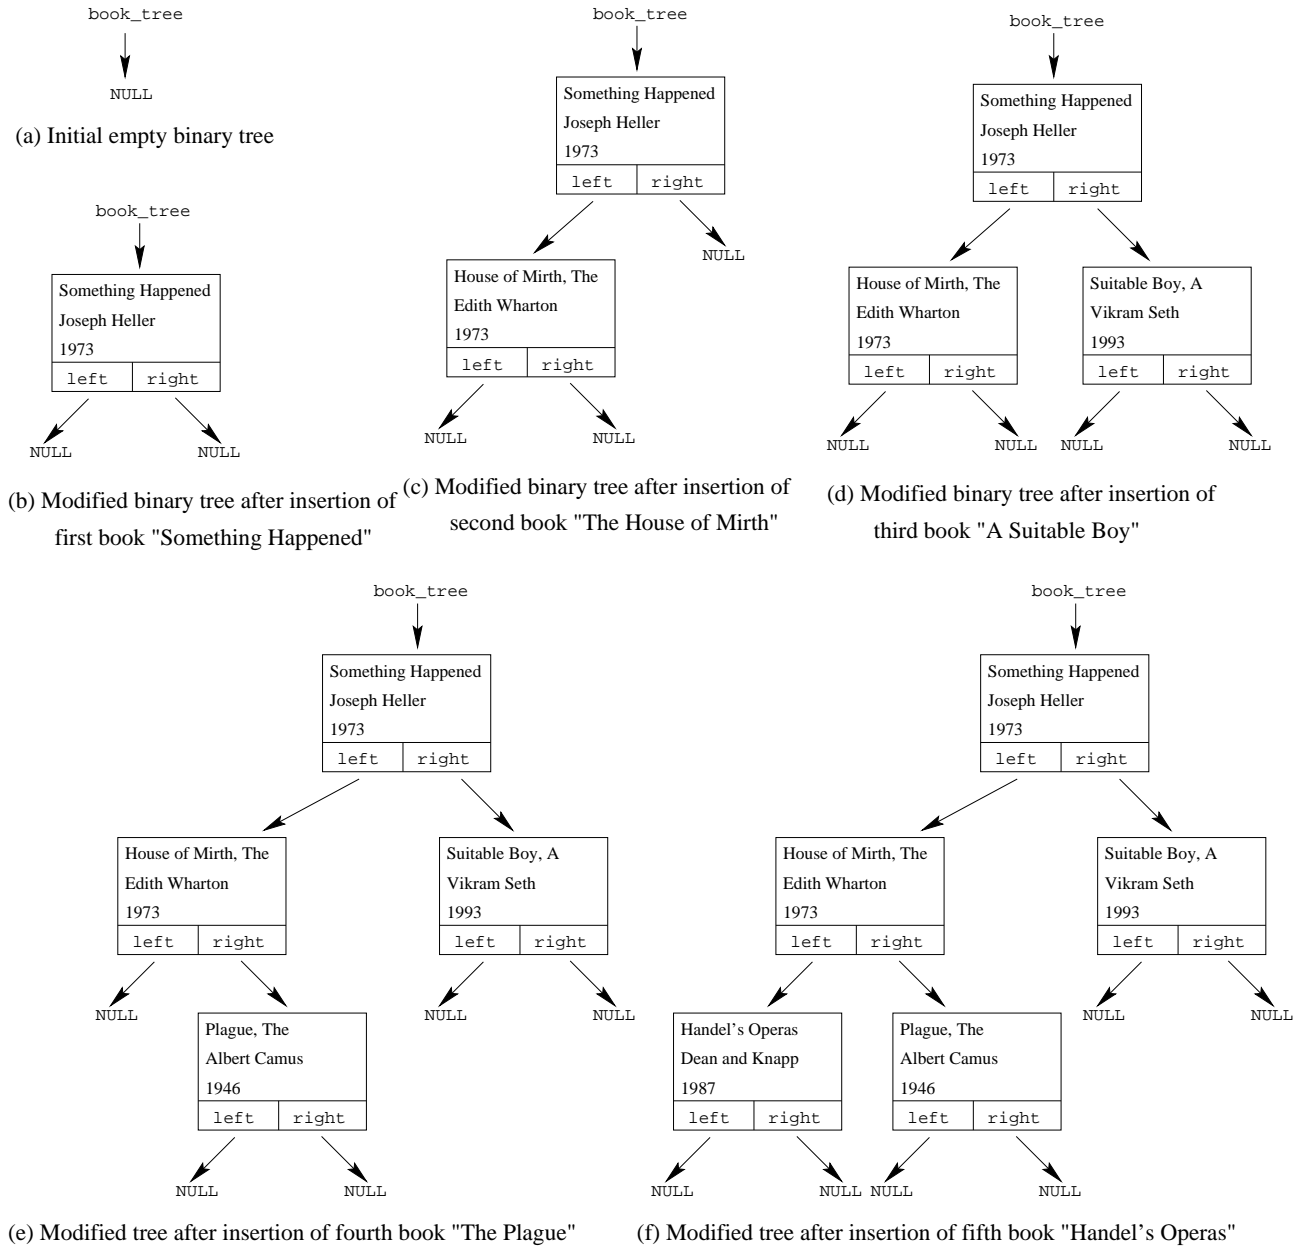 book_tree
NULL
(a) Initial empty binary tree
book_tree
Something Happened
Joseph Heller
1973
left right
NULL NULL
(b) Modified binary tree after insertion of
first book "Something Happened"
book_tree
Something Happened
Joseph Heller
1973
left right
NULL
House of Mirth, The
Edith Wharton
1973
left right
NULL NULL
(c) Modified binary tree after insertion of
second book "The House of Mirth"
book_tree
Something Happened
Joseph Heller
1973
left right
House of Mirth, The
Edith Wharton
1973
left right
Suitable Boy, A
Vikram Seth
1993
left right
NULL NULL NULL NULL
(d) Modified binary tree after insertion of
third book "A Suitable Boy"
book_tree
Something Happened
Joseph Heller
1973
left right
House of Mirth, The
Edith Wharton
1973
left right
Suitable Boy, A
Vikram Seth
1993
left right
NULL NULL NULL
Plague, The
Albert Camus
1946
left right
NULL NULL
(e) Modified tree after insertion of fourth book "The Plague"
book_tree
Something Happened
Joseph Heller
1973
left right
House of Mirth, The
Edith Wharton
1973
left right
Suitable Boy, A
Vikram Seth
1993
left right
NULL NULL
Handel's Operas
Dean and Knapp
1987
left right
Plague, The
Albert Camus
1946
left right
NULL NULL NULL NULL
(f) Modified tree after insertion of fifth book "Handel's Operas"